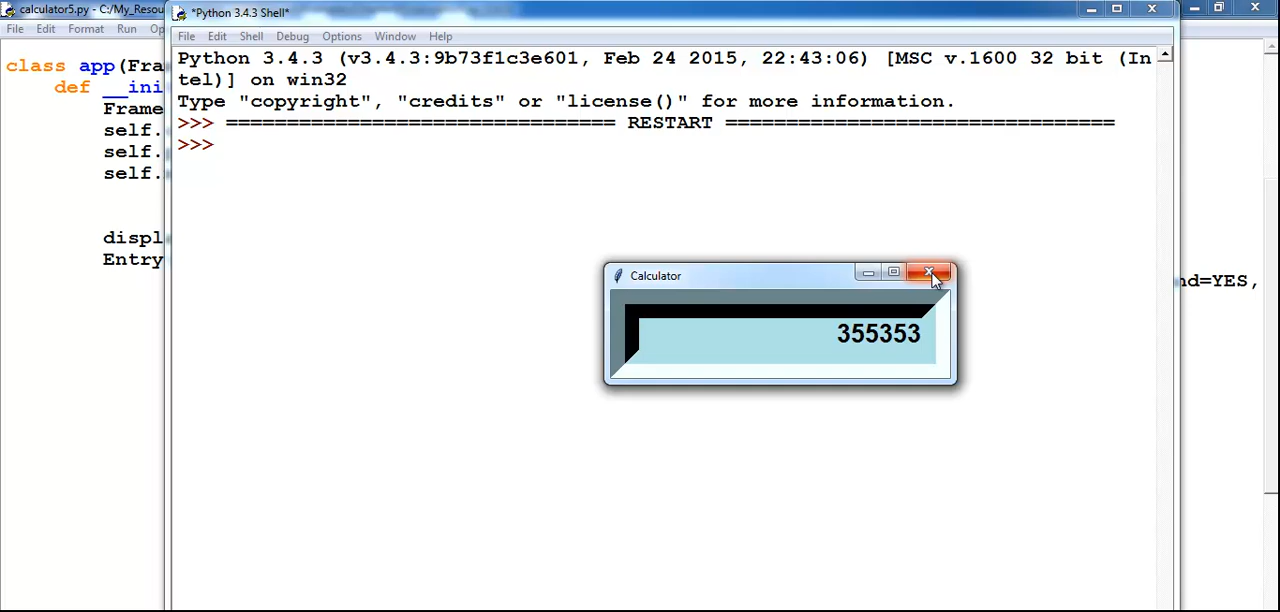 calculator5.py - C:/My_Resou
File Edit Format Run Op
class app(Fra
def __ini
Frame
self.
self.
self.
displ
Entry
nd=YES,
*Python 3.4.3 Shell*
File Edit Shell Debug Options Window Help
Python 3.4.3 (v3.4.3:9b73f1c3e601, Feb 24 2015, 22:43:06) [MSC v.1600 32 bit (In
tel)] on win32
Type "copyright", "credits" or "license()" for more information.
>>> ================================ RESTART ================================
>>>
Calculator
355353